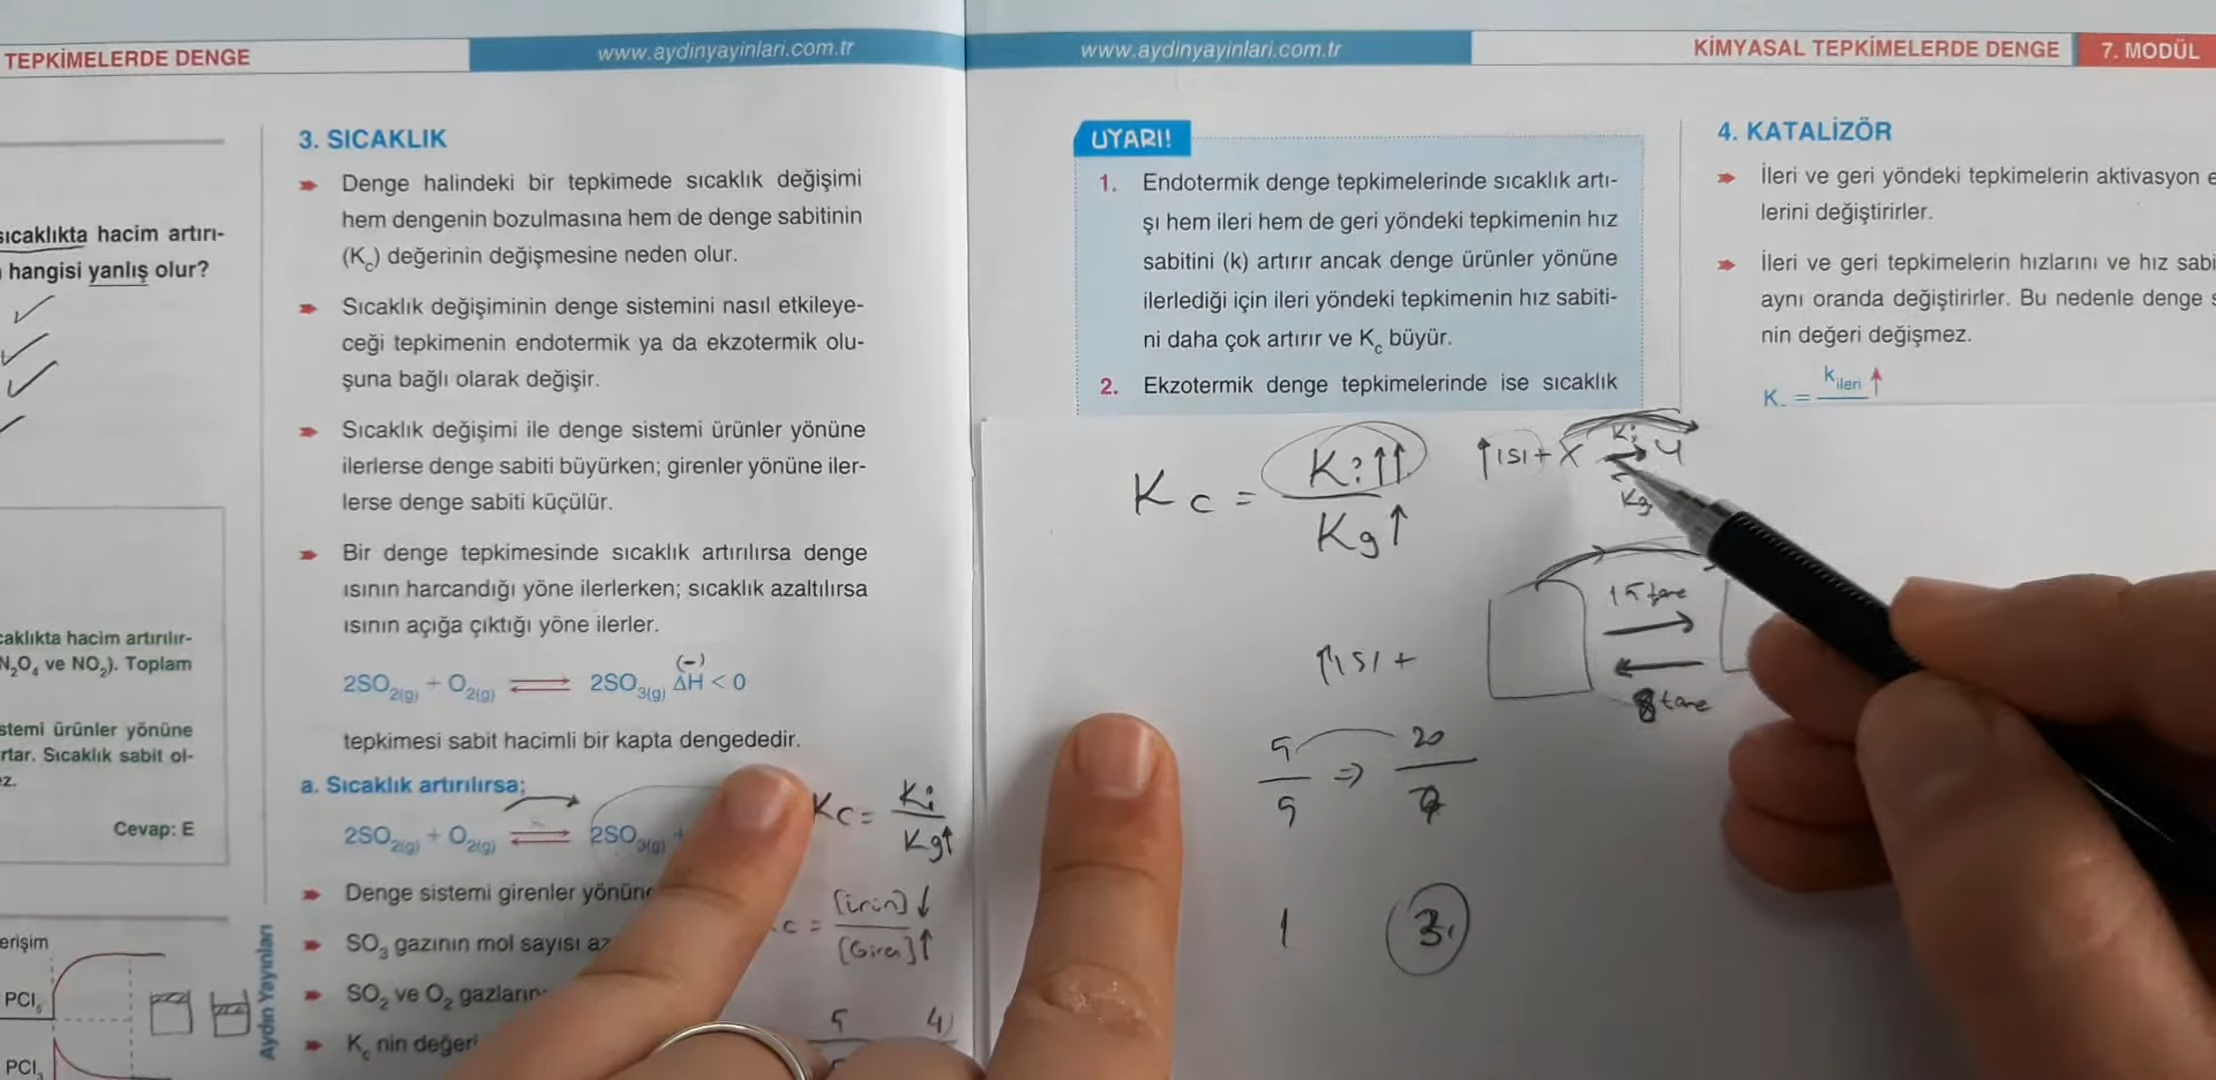 TEPKİMELERDE DENGE
www.aydinyayinlari.com.tr
sıcaklıkta hacim artırı-
hangisi yanlış olur?
caklıkta hacim artırılır-
N₂O₄ ve NO₂). Toplam
stemi ürünler yönüne
rtar. Sıcaklık sabit ol-
z.
Cevap: E
erişim
PCl₅
PCl₃
Aydın Yayınları
3. SICAKLIK
Denge halindeki bir tepkimede sıcaklık değişimi
hem dengenin bozulmasına hem de denge sabitinin
(K_c) değerinin değişmesine neden olur.
Sıcaklık değişiminin denge sistemini nasıl etkileye-
ceği tepkimenin endotermik ya da ekzotermik olu-
şuna bağlı olarak değişir.
Sıcaklık değişimi ile denge sistemi ürünler yönüne
ilerlerse denge sabiti büyürken; girenler yönüne iler-
lerse denge sabiti küçülür.
Bir denge tepkimesinde sıcaklık artırılırsa denge
ısının harcandığı yöne ilerlerken; sıcaklık azaltılırsa
ısının açığa çıktığı yöne ilerler.
(-)
2SO₂(g) + O₂(g) ⇌ 2SO₃(g) ΔH < 0
tepkimesi sabit hacimli bir kapta dengededir.
a. Sıcaklık artırılırsa;
2SO₂(g) + O₂(g) ⇌ 2SO₃(g) +
Denge sistemi girenler yönüne
SO₃ gazının mol sayısı az
SO₂ ve O₂ gazların
K_c nin değeri
Kc = Ki
Kg↑
c = [ürün]↓
[Giren]↑
4
www.aydinyayinlari.com.tr
KİMYASAL TEPKİMELERDE DENGE
7. MODÜL
UYARI!
1. Endotermik denge tepkimelerinde sıcaklık artı-
şı hem ileri hem de geri yöndeki tepkimenin hız
sabitini (k) artırır ancak denge ürünler yönüne
ilerlediği için ileri yöndeki tepkimenin hız sabiti-
ni daha çok artırır ve K_c büyür.
2. Ekzotermik denge tepkimelerinde ise sıcaklık
4. KATALİZÖR
İleri ve geri yöndeki tepkimelerin aktivasyon e
lerini değiştirirler.
İleri ve geri tepkimelerin hızlarını ve hız sabi
aynı oranda değiştirirler. Bu nedenle denge s
nin değeri değişmez.
k_ileri ↑
K =
Kc = Ki↑↑
Kg↑
↑ISI + X ⇌ Y
Ki
Kg
15 tane
8 tane
↑ISI +
⇒ 20
1
3